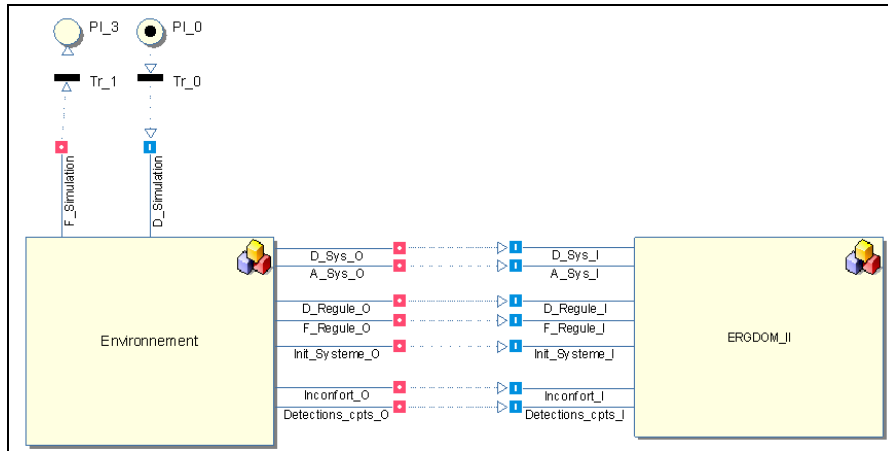 Pl_3
Pl_0
Tr_1
Tr_0
F_Simulation
D_Simulation
Environnement
D_Sys_O
D_Sys_I
A_Sys_O
A_Sys_I
D_Regule_O
D_Regule_I
F_Regule_O
F_Regule_I
Init_Systeme_O
Init_Systeme_I
ERGDOM_II
Inconfort_O
Inconfort_I
Detections_cpts_O
Detections_cpts_I